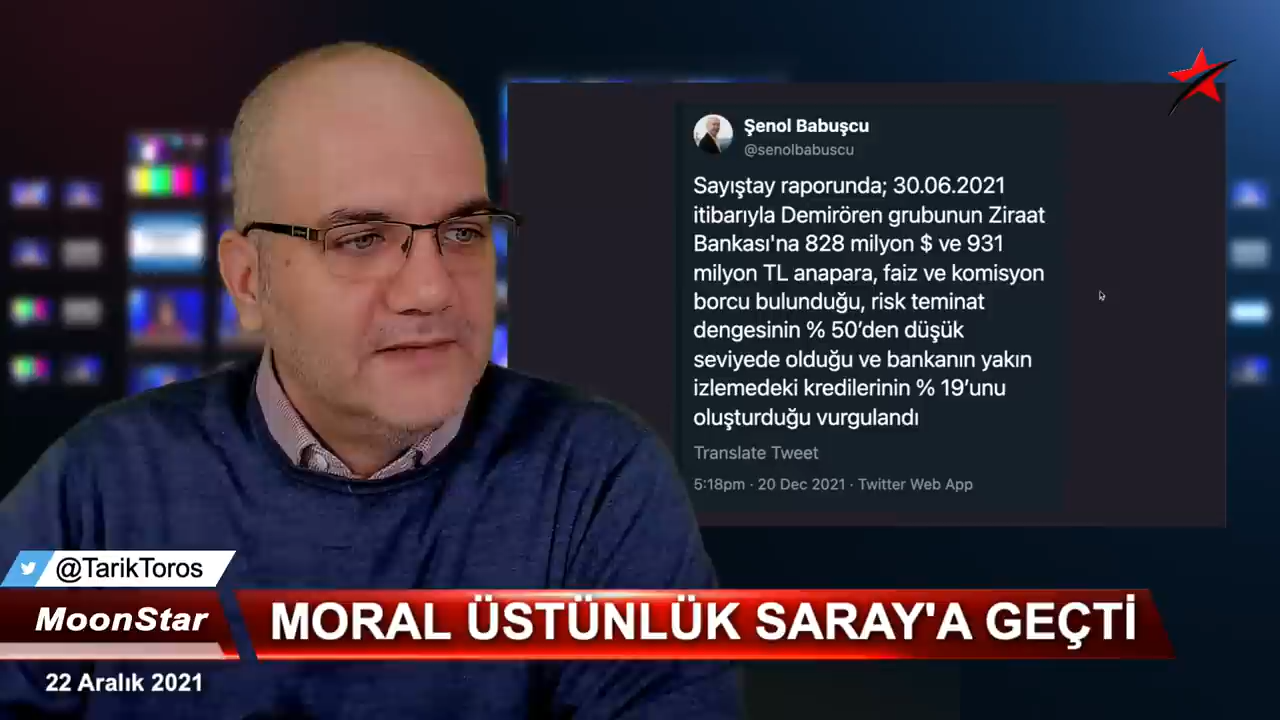 Şenol Babuşcu
@senolbabuscu
Sayıştay raporunda; 30.06.2021
itibarıyla Demirören grubunun Ziraat
Bankası'na 828 milyon $ ve 931
milyon TL anapara, faiz ve komisyon
borcu bulunduğu, risk teminat
dengesinin % 50’den düşük
seviyede olduğu ve bankanın yakın
izlemedeki kredilerinin % 19’unu
oluşturduğu vurgulandı
Translate Tweet
5:18pm · 20 Dec 2021 · Twitter Web App
@TarikToros
MoonStar
MORAL ÜSTÜNLÜK SARAY'A GEÇTİ
22 Aralık 2021